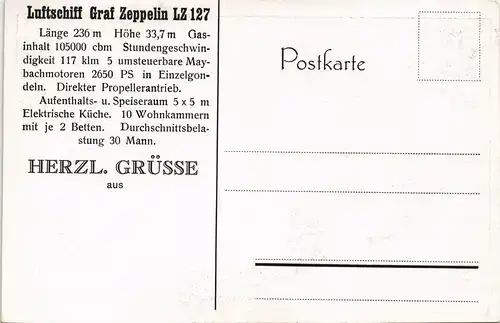 Luftschiff Graf Zeppelin LZ 127
Länge 236 m Höhe 33,7 m Gas-
inhalt 105000 cbm Stundengeschwin-
digkeit 117 klm 5 umsteuerbare May-
bachmotoren 2650 PS in Einzelgon-
deln. Direkter Propellerantrieb.
Aufenthalts- u. Speiseraum 5 x 5 m
Elektrische Küche. 10 Wohnkammern
mit je 2 Betten. Durchschnittsbela-
stung 30 Mann.
HERZL. GRÜSSE
aus
Postkarte